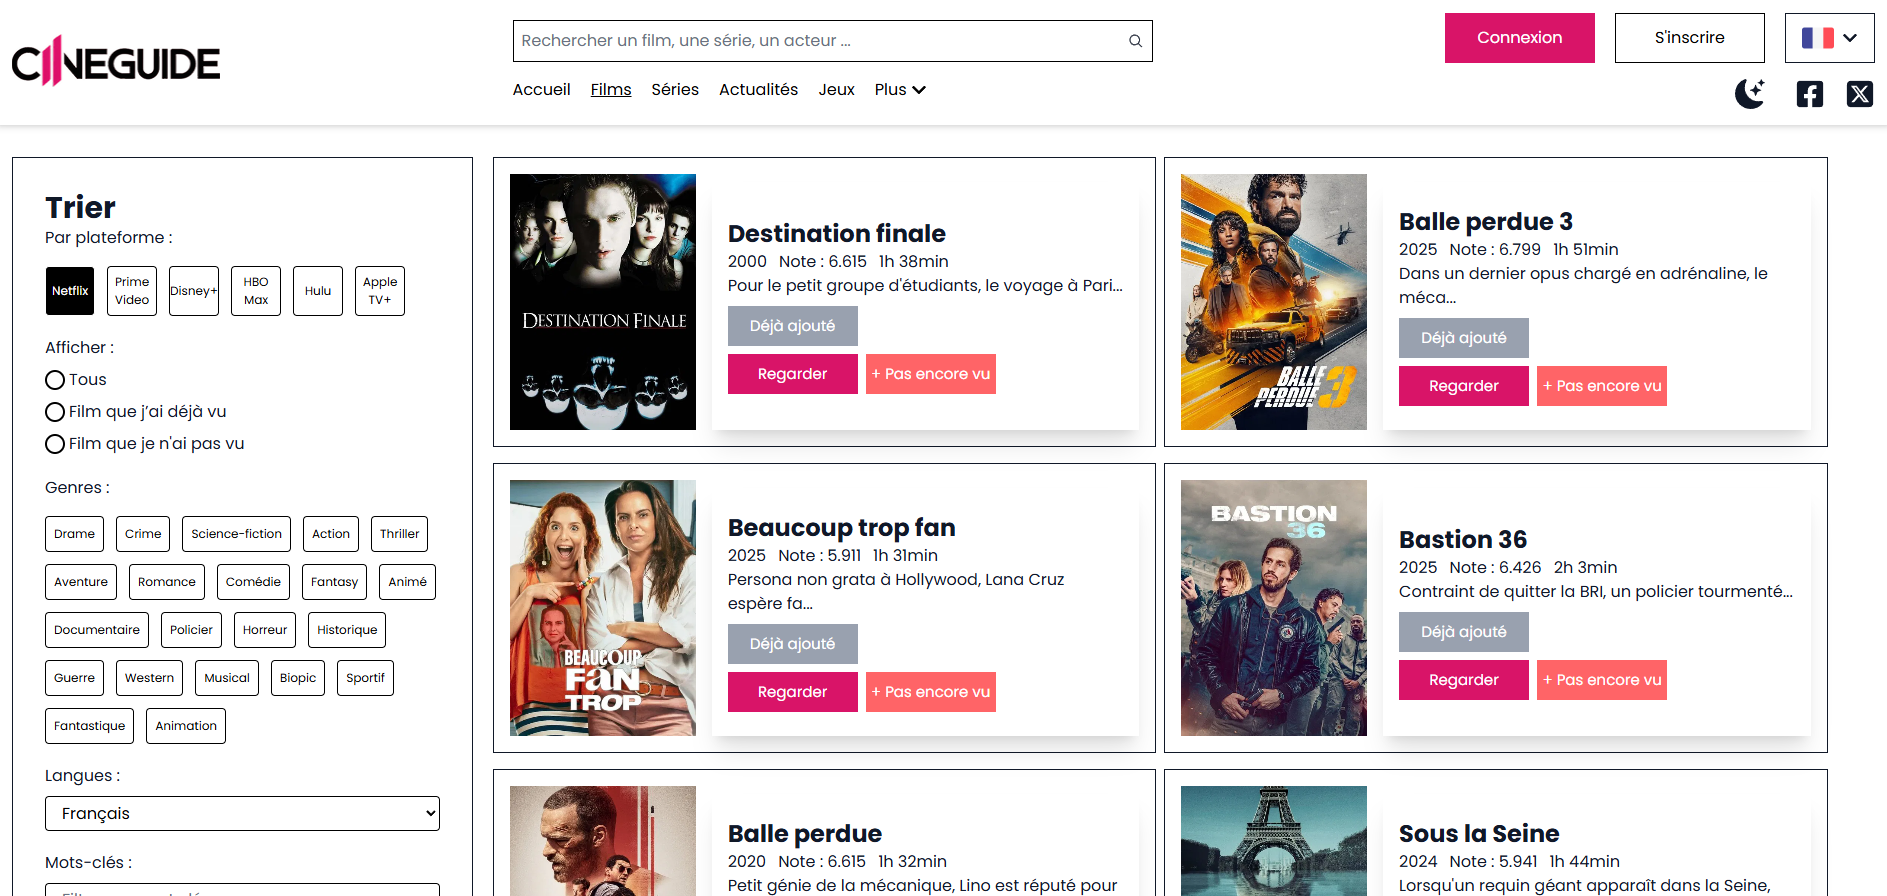 CINEGUIDE
Rechercher un film, une série, un acteur ...
Connexion
S'inscrire
Accueil
Films
Séries
Actualités
Jeux
Plus
Trier
Par plateforme :
Netflix
Prime
Video
Disney+
HBO
Max
Hulu
Apple
TV+
Afficher :
Tous
Film que j’ai déjà vu
Film que je n'ai pas vu
Genres :
Drame
Crime
Science-fiction
Action
Thriller
Aventure
Romance
Comédie
Fantasy
Animé
Documentaire
Policier
Horreur
Historique
Guerre
Western
Musical
Biopic
Sportif
Fantastique
Animation
Langues :
Français
Mots-clés :
DESTINATION FINALE
Destination finale
2000 Note : 6.615 1h 38min
Pour le petit groupe d'étudiants, le voyage à Pari...
Déjà ajouté
Regarder
+ Pas encore vu
BALLE
PERDUE 3
Balle perdue 3
2025 Note : 6.799 1h 51min
Dans un dernier opus chargé en adrénaline, le
méca...
Déjà ajouté
Regarder
+ Pas encore vu
BEAUCOUP
FAN
TROP
Beaucoup trop fan
2025 Note : 5.911 1h 31min
Persona non grata à Hollywood, Lana Cruz
espère fa...
Déjà ajouté
Regarder
+ Pas encore vu
BASTION
36
Bastion 36
2025 Note : 6.426 2h 3min
Contraint de quitter la BRI, un policier tourmenté...
Déjà ajouté
Regarder
+ Pas encore vu
Balle perdue
2020 Note : 6.615 1h 32min
Petit génie de la mécanique, Lino est réputé pour
Sous la Seine
2024 Note : 5.941 1h 44min
Lorsqu'un requin géant apparaît dans la Seine,